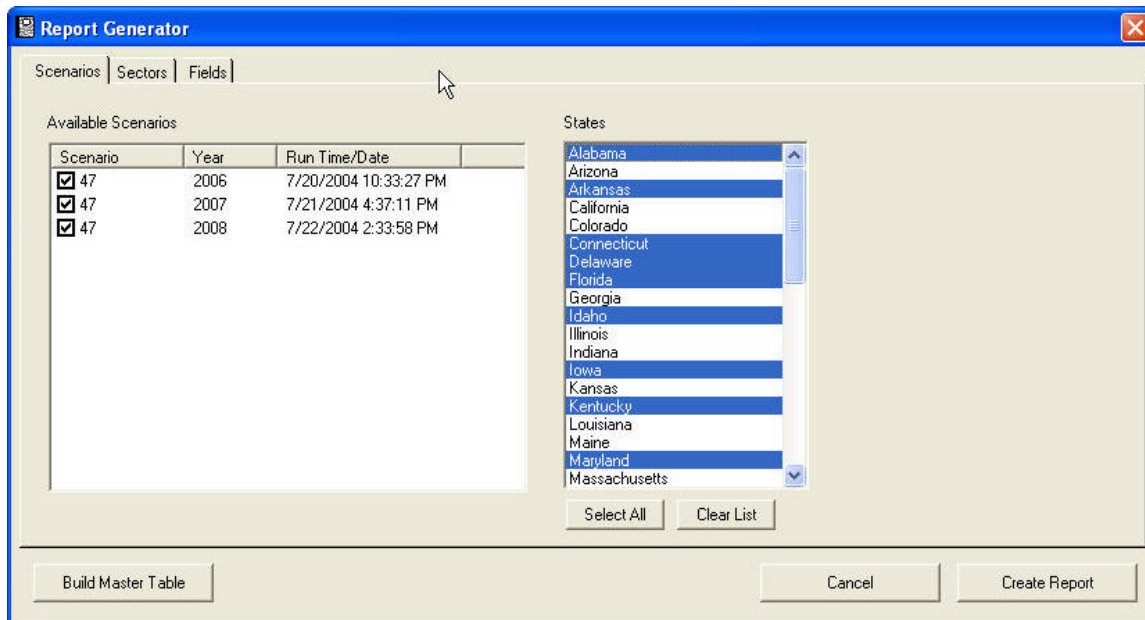 Report Generator
Scenarios Sectors Fields
Available Scenarios
Scenario Year Run Time/Date
47 2006 7/20/2004 10:33:27 PM
47 2007 7/21/2004 4:37:11 PM
47 2008 7/22/2004 2:33:58 PM
States
Alabama
Arizona
Arkansas
California
Colorado
Connecticut
Delaware
Florida
Georgia
Idaho
Illinois
Indiana
Iowa
Kansas
Kentucky
Louisiana
Maine
Maryland
Massachusetts
Select All Clear List
Build Master Table Cancel Create Report